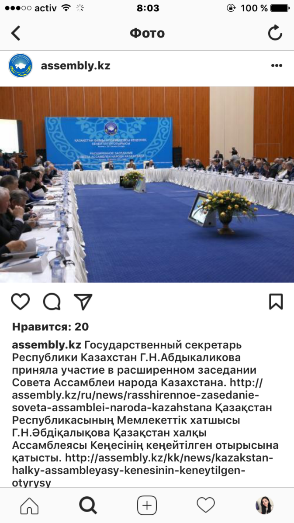 activ
8:03
100 %
Фото
assembly.kz
РАСШИРЕННОЕ ЗАСЕДАНИЕ
Нравится: 20
assembly.kz Государственный секретарь
Республики Казахстан Г.Н.Абдыкаликова
приняла участие в расширенном заседании
Совета Ассамблеи народа Казахстана. http://
assembly.kz/ru/news/rasshirennoe-zasedanie-
soveta-assamblei-naroda-kazahstana Қазақстан
Республикасының Мемлекеттік хатшысы
Г.Н.Әбдіқалықова Қазақстан халқы
Ассамблеясы Кеңесінің кеңейтілген отырысына
қатысты. http://assembly.kz/kk/news/kazakstan-
halky-assambleyasy-kenesinin-keneytilgen-
otyrysy